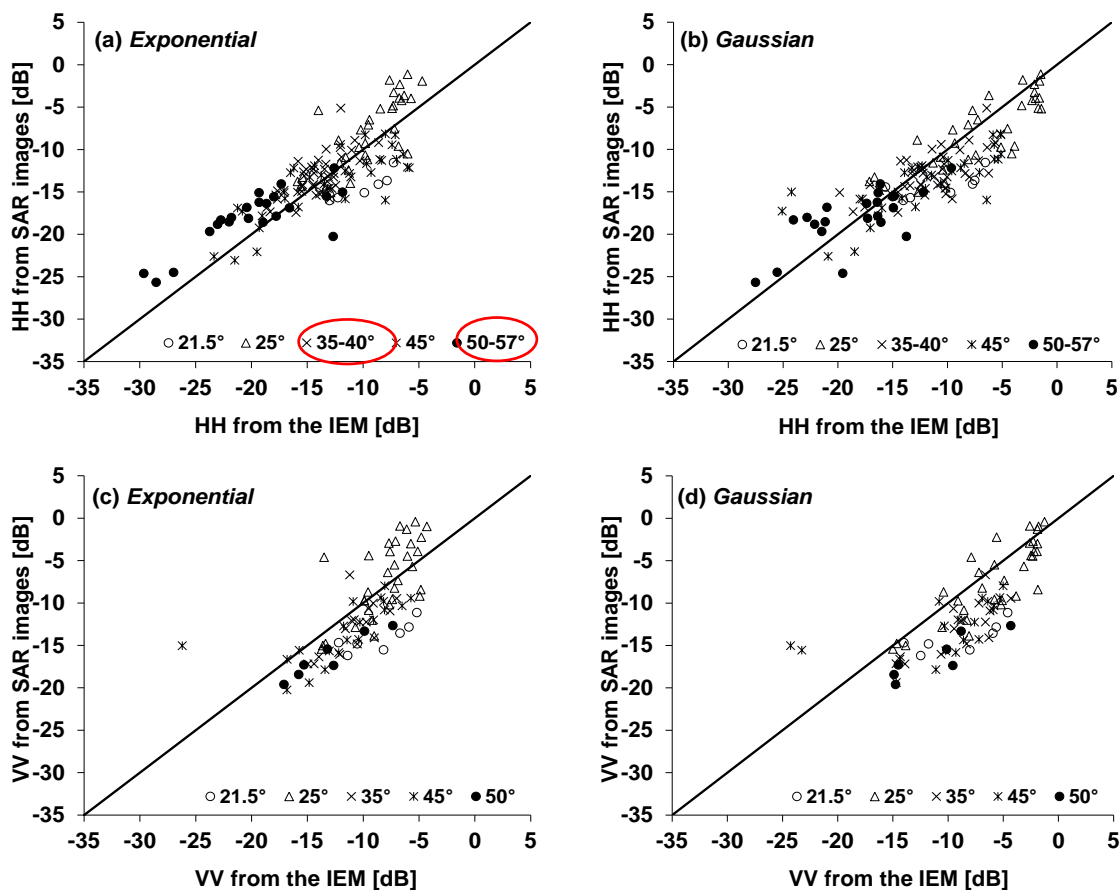 (a) Exponential
HH from SAR images [dB]
5
0
-5
-10
-15
-20
-25
-30
-35
21.5° 25° 35-40° 45° 50-57°
-35 -30 -25 -20 -15 -10 -5 0 5
HH from the IEM [dB]
(b) Gaussian
HH from SAR images [dB]
5
0
-5
-10
-15
-20
-25
-30
-35
21.5° 25° 35-40° 45° 50-57°
-35 -30 -25 -20 -15 -10 -5 0 5
HH from the IEM [dB]
(c) Exponential
VV from SAR images [dB]
5
0
-5
-10
-15
-20
-25
-30
-35
21.5° 25° 35° 45° 50°
-35 -30 -25 -20 -15 -10 -5 0 5
VV from the IEM [dB]
(d) Gaussian
VV from SAR images [dB]
5
0
-5
-10
-15
-20
-25
-30
-35
21.5° 25° 35° 45° 50°
-35 -30 -25 -20 -15 -10 -5 0 5
VV from the IEM [dB]